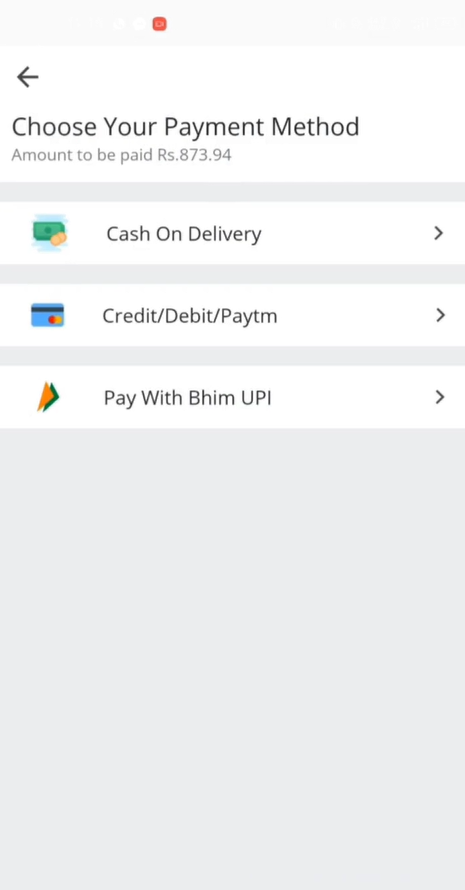 Choose Your Payment Method
Amount to be paid Rs.873.94
Cash On Delivery
Credit/Debit/Paytm
Pay With Bhim UPI